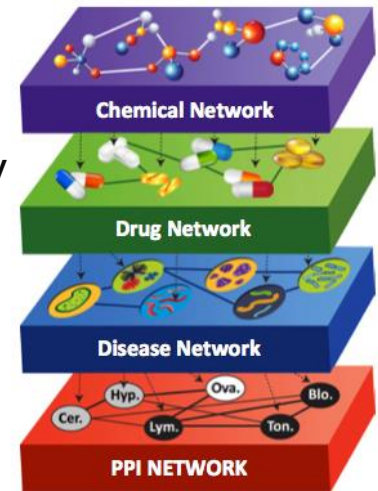 Chemical Network
y
Drug Network
Disease Network
Hyp.
Ova.
Blo.
Cer.
Lym.
Ton.
PPI NETWORK